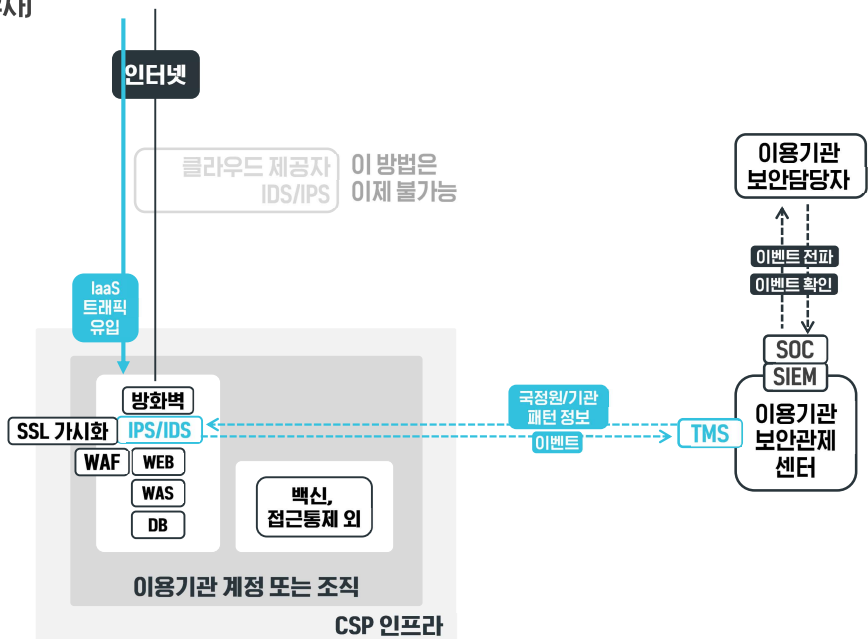 인터넷
클라우드 제공자
IDS/IPS
이 방법은
이제 불가능
이용기관
보안담당자
이벤트 전파
이벤트 확인
IaaS
트래픽
유입
SOC
SIEM
방화벽
국정원/기관
패턴 정보
SSL 가시화
IPS/IDS
이벤트
TMS
이용기관
보안관제
센터
WAF
WEB
WAS
DB
백신,
접근통제 외
이용기관 계정 또는 조직
CSP 인프라